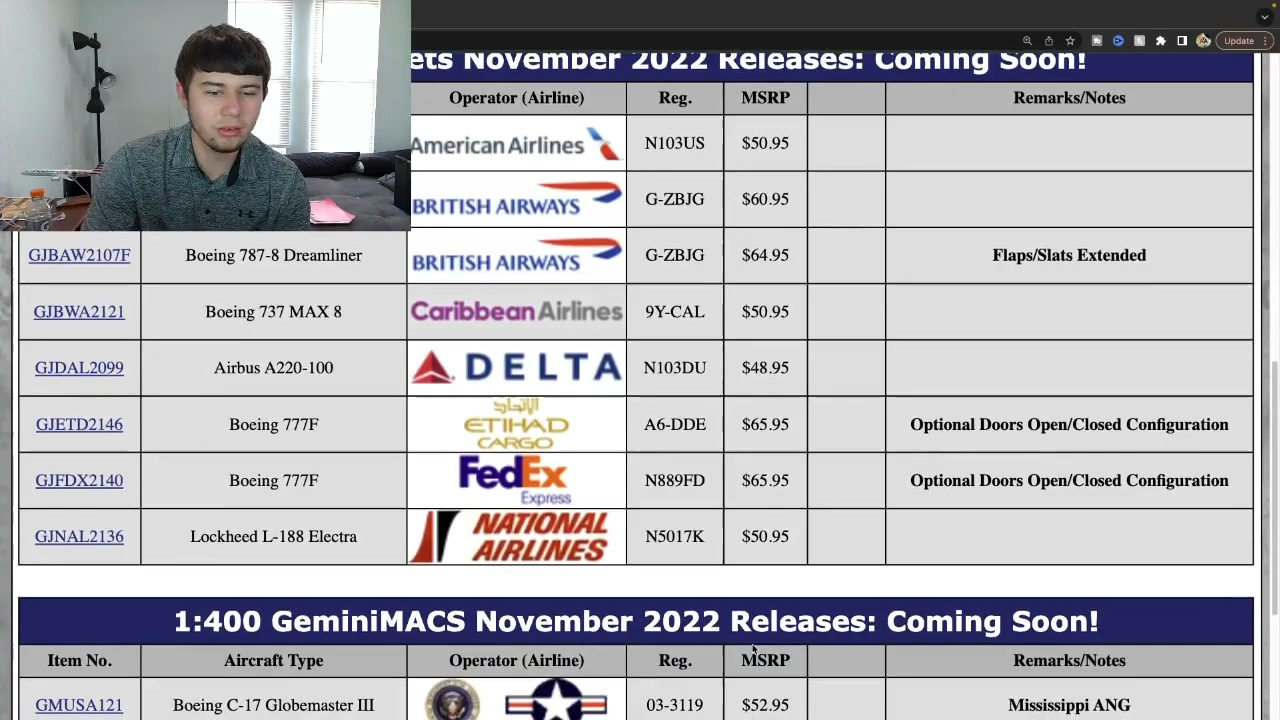 Update
ets November 2022 Releases: Coming Soon!
Operator (Airline) Reg. MSRP Remarks/Notes
American Airlines N103US $50.95
BRITISH AIRWAYS G-ZBJG $60.95
GJBAW2107F Boeing 787-8 Dreamliner BRITISH AIRWAYS G-ZBJG $64.95 Flaps/Slats Extended
GJBWA2121 Boeing 737 MAX 8 Caribbean Airlines 9Y-CAL $50.95
GJDAL2099 Airbus A220-100 DELTA N103DU $48.95
GJETD2146 Boeing 777F الإتحاد ETIHAD CARGO A6-DDE $65.95 Optional Doors Open/Closed Configuration
GJFDX2140 Boeing 777F FedEx Express N889FD $65.95 Optional Doors Open/Closed Configuration
GJNAL2136 Lockheed L-188 Electra NATIONAL AIRLINES N5017K $50.95
1:400 GeminiMACS November 2022 Releases: Coming Soon!
Item No. Aircraft Type Operator (Airline) Reg. MSRP Remarks/Notes
GMUSA121 Boeing C-17 Globemaster III 03-3119 $52.95 Mississippi ANG